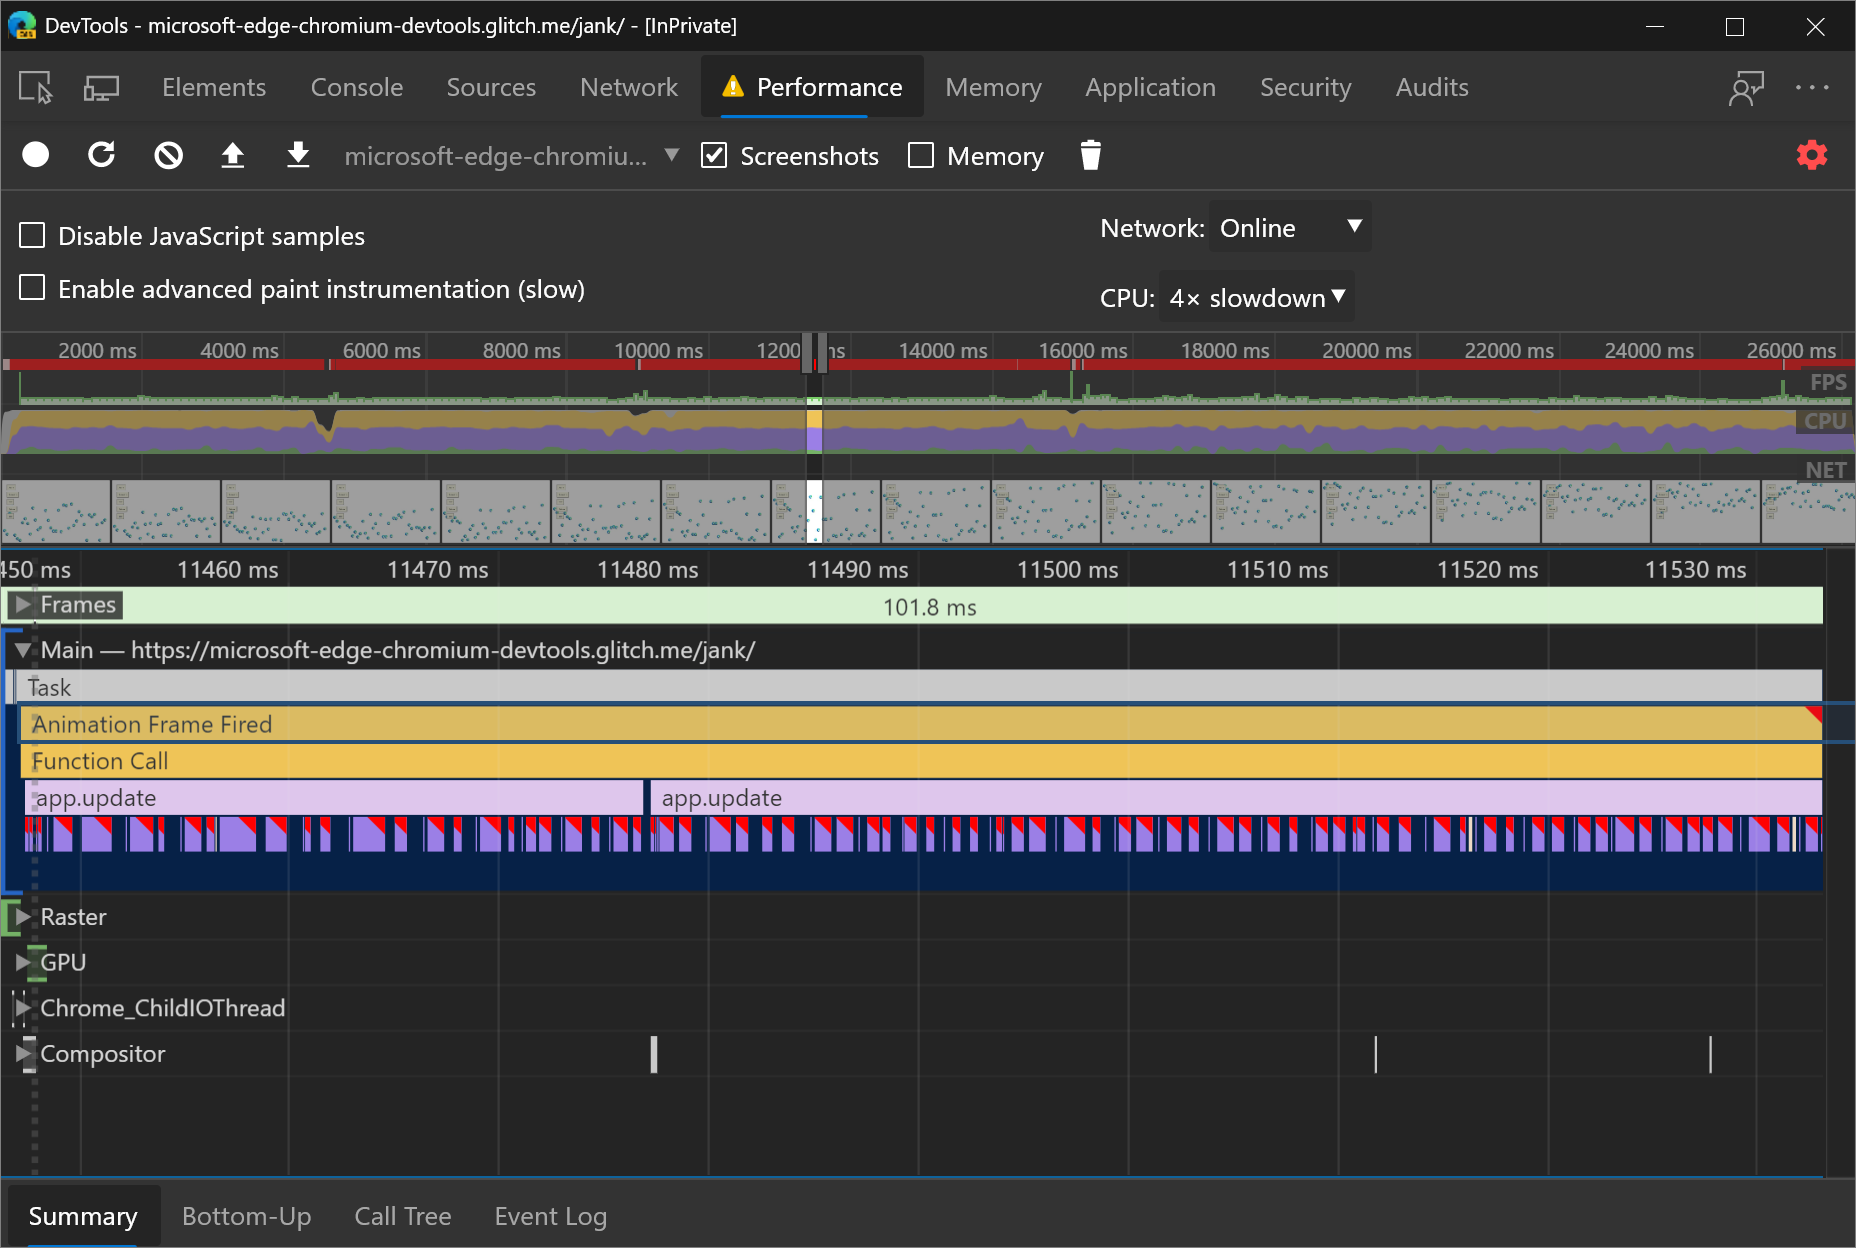 DevTools - microsoft-edge-chromium-devtools.glitch.me/jank/ - [InPrivate]
Elements Console Sources Network Performance Memory Application Security Audits
microsoft-edge-chromiu... Screenshots Memory
Disable JavaScript samples
Network: Online
Enable advanced paint instrumentation (slow)
CPU: 4× slowdown
2000 ms 4000 ms 6000 ms 8000 ms 10000 ms 1200 ms 14000 ms 16000 ms 18000 ms 20000 ms 22000 ms 24000 ms 26000 ms
FPS
CPU
NET
450 ms 11460 ms 11470 ms 11480 ms 11490 ms 11500 ms 11510 ms 11520 ms 11530 ms
Frames 101.8 ms
Main — https://microsoft-edge-chromium-devtools.glitch.me/jank/
Task
Animation Frame Fired
Function Call
app.update app.update
Raster
GPU
Chrome_ChildIOThread
Compositor
Summary Bottom-Up Call Tree Event Log